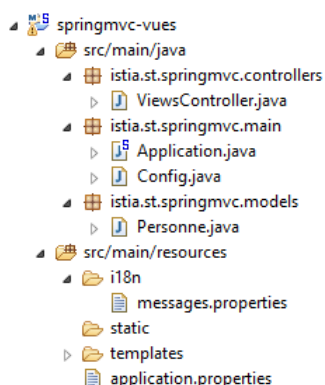 springmvc-vues
src/main/java
istia.st.springmvc.controllers
ViewsController.java
istia.st.springmvc.main
Application.java
Config.java
istia.st.springmvc.models
Personne.java
src/main/resources
i18n
messages.properties
static
templates
application.properties